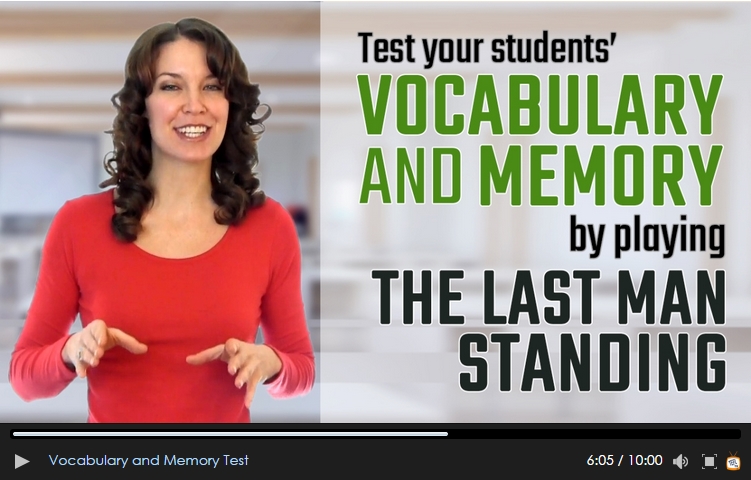 Test your students'
VOCABULARY
AND MEMORY
by playing
THE LAST MAN
STANDING
Vocabulary and Memory Test
6:05 / 10:00